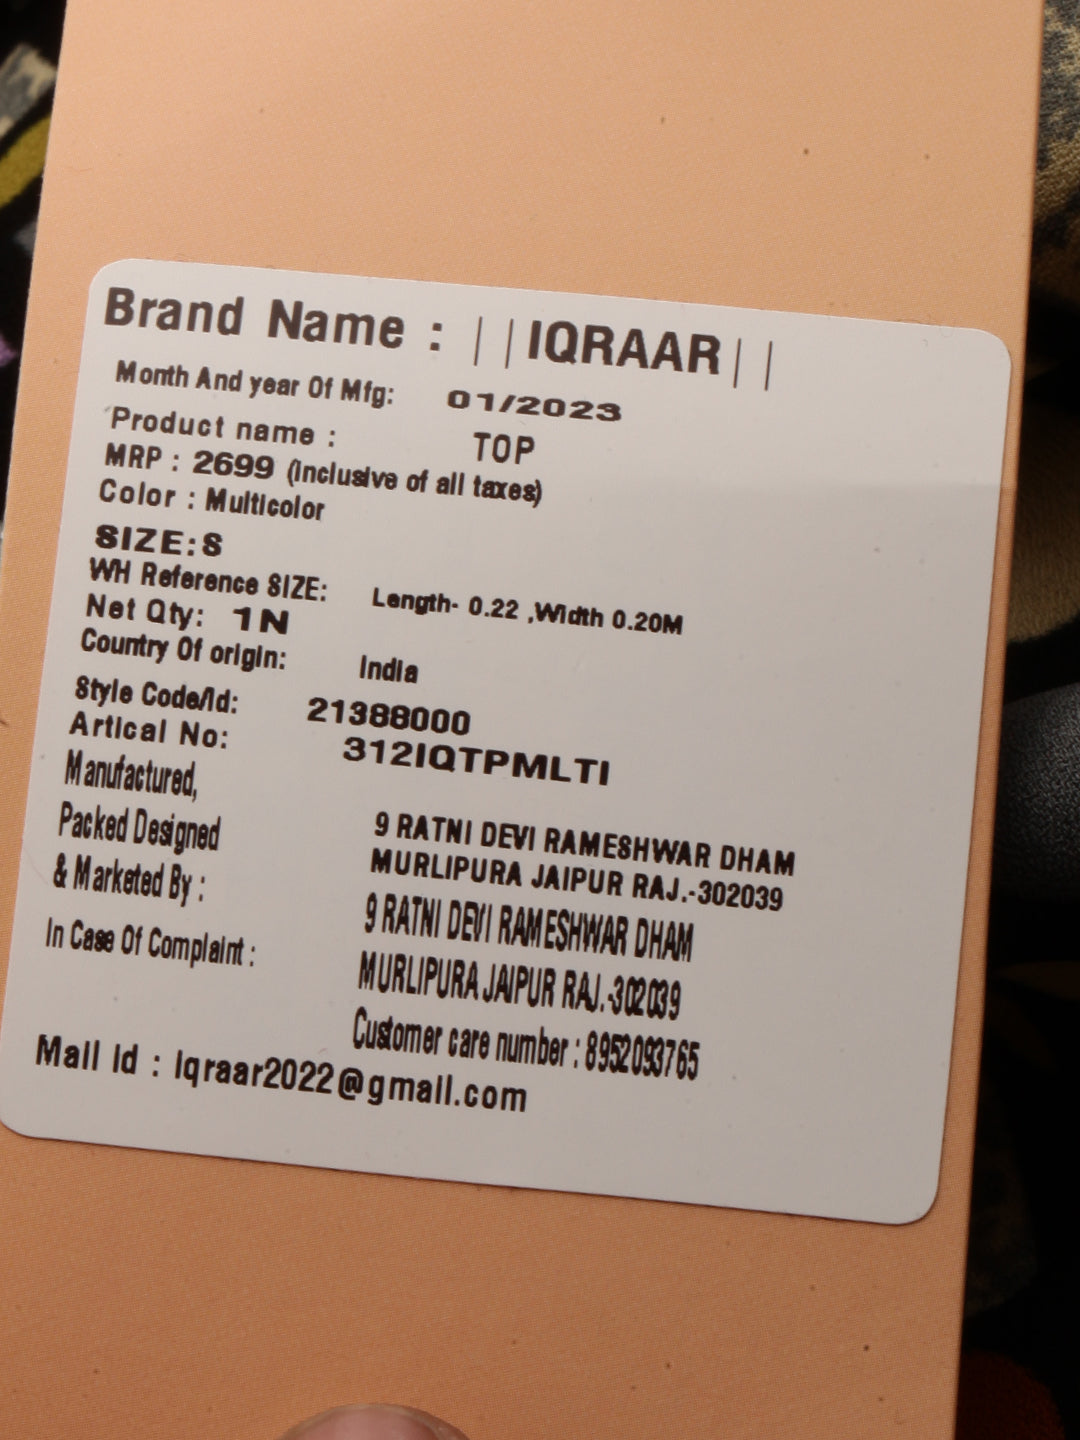 Brand Name : ||IQRAAR||
Month And year Of Mfg: 01/2023
Product name : TOP
MRP : 2699 (Inclusive of all taxes)
Color : Multicolor
SIZE:S
WH Reference SIZE: Length- 0.22 ,Width 0.20M
Net Qty: 1N
Country Of origin: India
Style Code/Id: 21388000
Artical No: 312IQTPMLTI
Manufactured,
Packed Designed 9 RATNI DEVI RAMESHWAR DHAM
& Marketed By : MURLIPURA JAIPUR RAJ.-302039
In Case Of Complaint : 9 RATNI DEVI RAMESHWAR DHAM
MURLIPURA JAIPUR RAJ.-302039
Customer care number : 8952093765
Mail Id : Iqraar2022@gmail.com